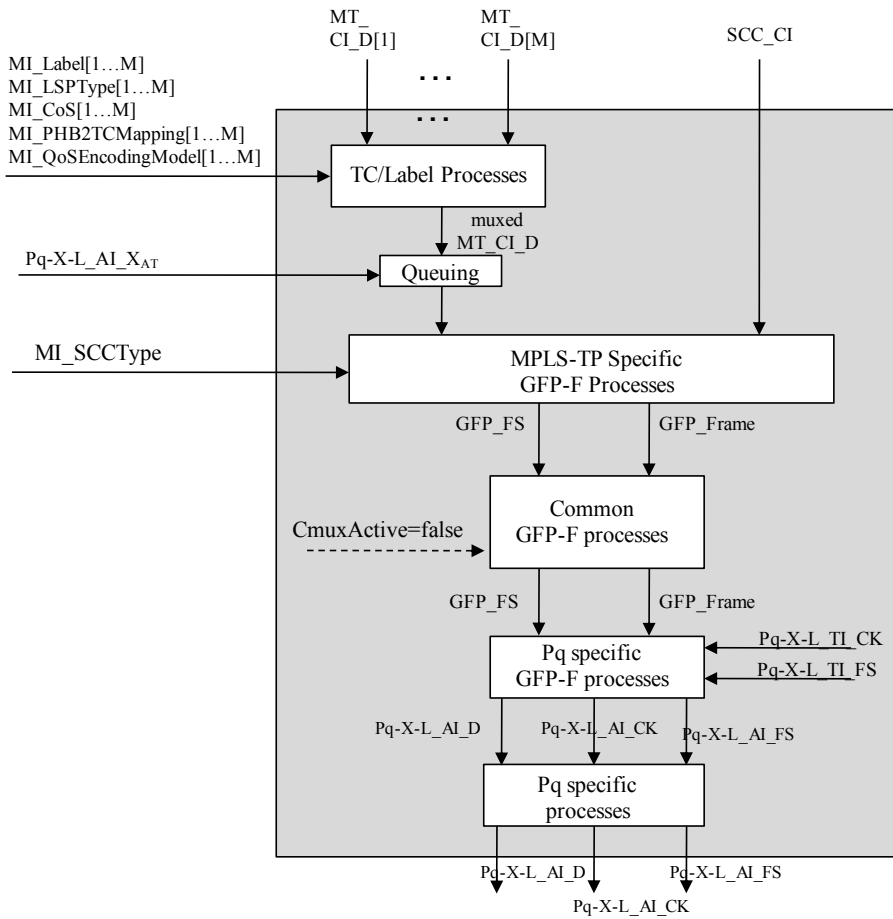 MT_
CI_D[1]
MT_
CI_D[M]
SCC_CI
MI_Label[1…M]
MI_LSPType[1…M]
MI_CoS[1…M]
MI_PHB2TCMapping[1…M]
MI_QoSEncodingModel[1…M]
. . .
. . .
TC/Label Processes
muxed
MT_CI_D
Pq-X-L_AI_X_AT
Queuing
MI_SCCType
MPLS-TP Specific
GFP-F Processes
GFP_FS
GFP_Frame
Common
GFP-F processes
CmuxActive=false
GFP_FS
GFP_Frame
Pq specific
GFP-F processes
Pq-X-L_TI_CK
Pq-X-L_TI_FS
Pq-X-L_AI_D
Pq-X-L_AI_CK
Pq-X-L_AI_FS
Pq specific
processes
Pq-X-L_AI_D
Pq-X-L_AI_FS
Pq-X-L_AI_CK